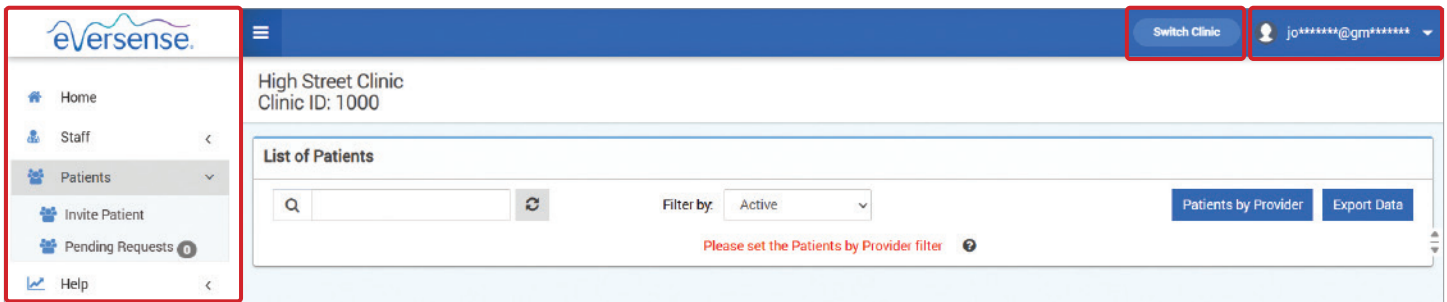 eversense.
Home
Staff
Patients
Invite Patient
Pending Requests 0
Help
Switch Clinic
jo*******@gm*******
High Street Clinic
Clinic ID: 1000
List of Patients
Filter by: Active
Patients by Provider
Export Data
Please set the Patients by Provider filter ?